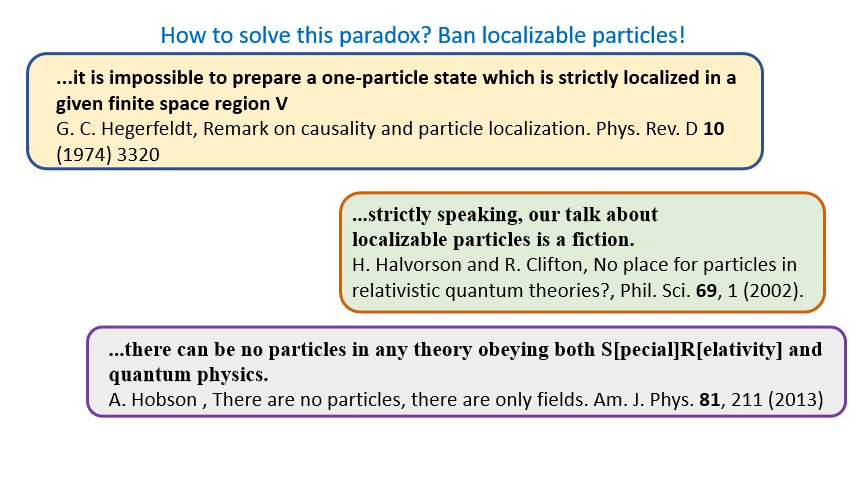 How to solve this paradox? Ban localizable particles!
...it is impossible to prepare a one-particle state which is strictly localized in a
given finite space region V
G. C. Hegerfeldt, Remark on causality and particle localization. Phys. Rev. D 10
(1974) 3320
...strictly speaking, our talk about
localizable particles is a fiction.
H. Halvorson and R. Clifton, No place for particles in
relativistic quantum theories?, Phil. Sci. 69, 1 (2002).
...there can be no particles in any theory obeying both S[pecial]R[elativity] and
quantum physics.
A. Hobson , There are no particles, there are only fields. Am. J. Phys. 81, 211 (2013)